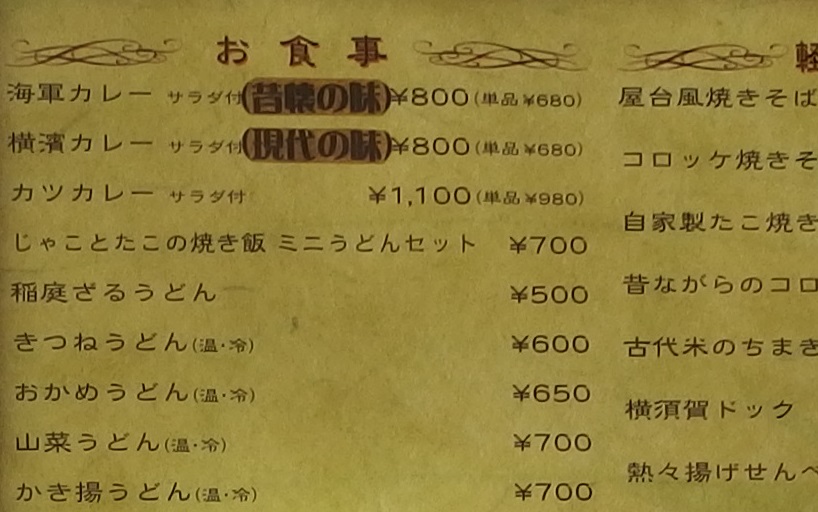 お食事
海軍カレー サラダ付(昔懐の味)¥800(単品¥680)
横濱カレー サラダ付(現代の味)¥800(単品¥680)
カツカレー サラダ付 ¥1,100(単品¥980)
じゃことたこの焼き飯 ミニうどんセット ¥700
稲庭ざるうどん ¥500
きつねうどん(温・冷) ¥600
おかめうどん(温・冷) ¥650
山菜うどん(温・冷) ¥700
かき揚うどん(温・冷) ¥700
軽
屋台風焼きそば
コロッケ焼きそ
自家製たこ焼き
昔ながらのコロ
古代米のちまき
横須賀ドック
熱々揚げせんべ